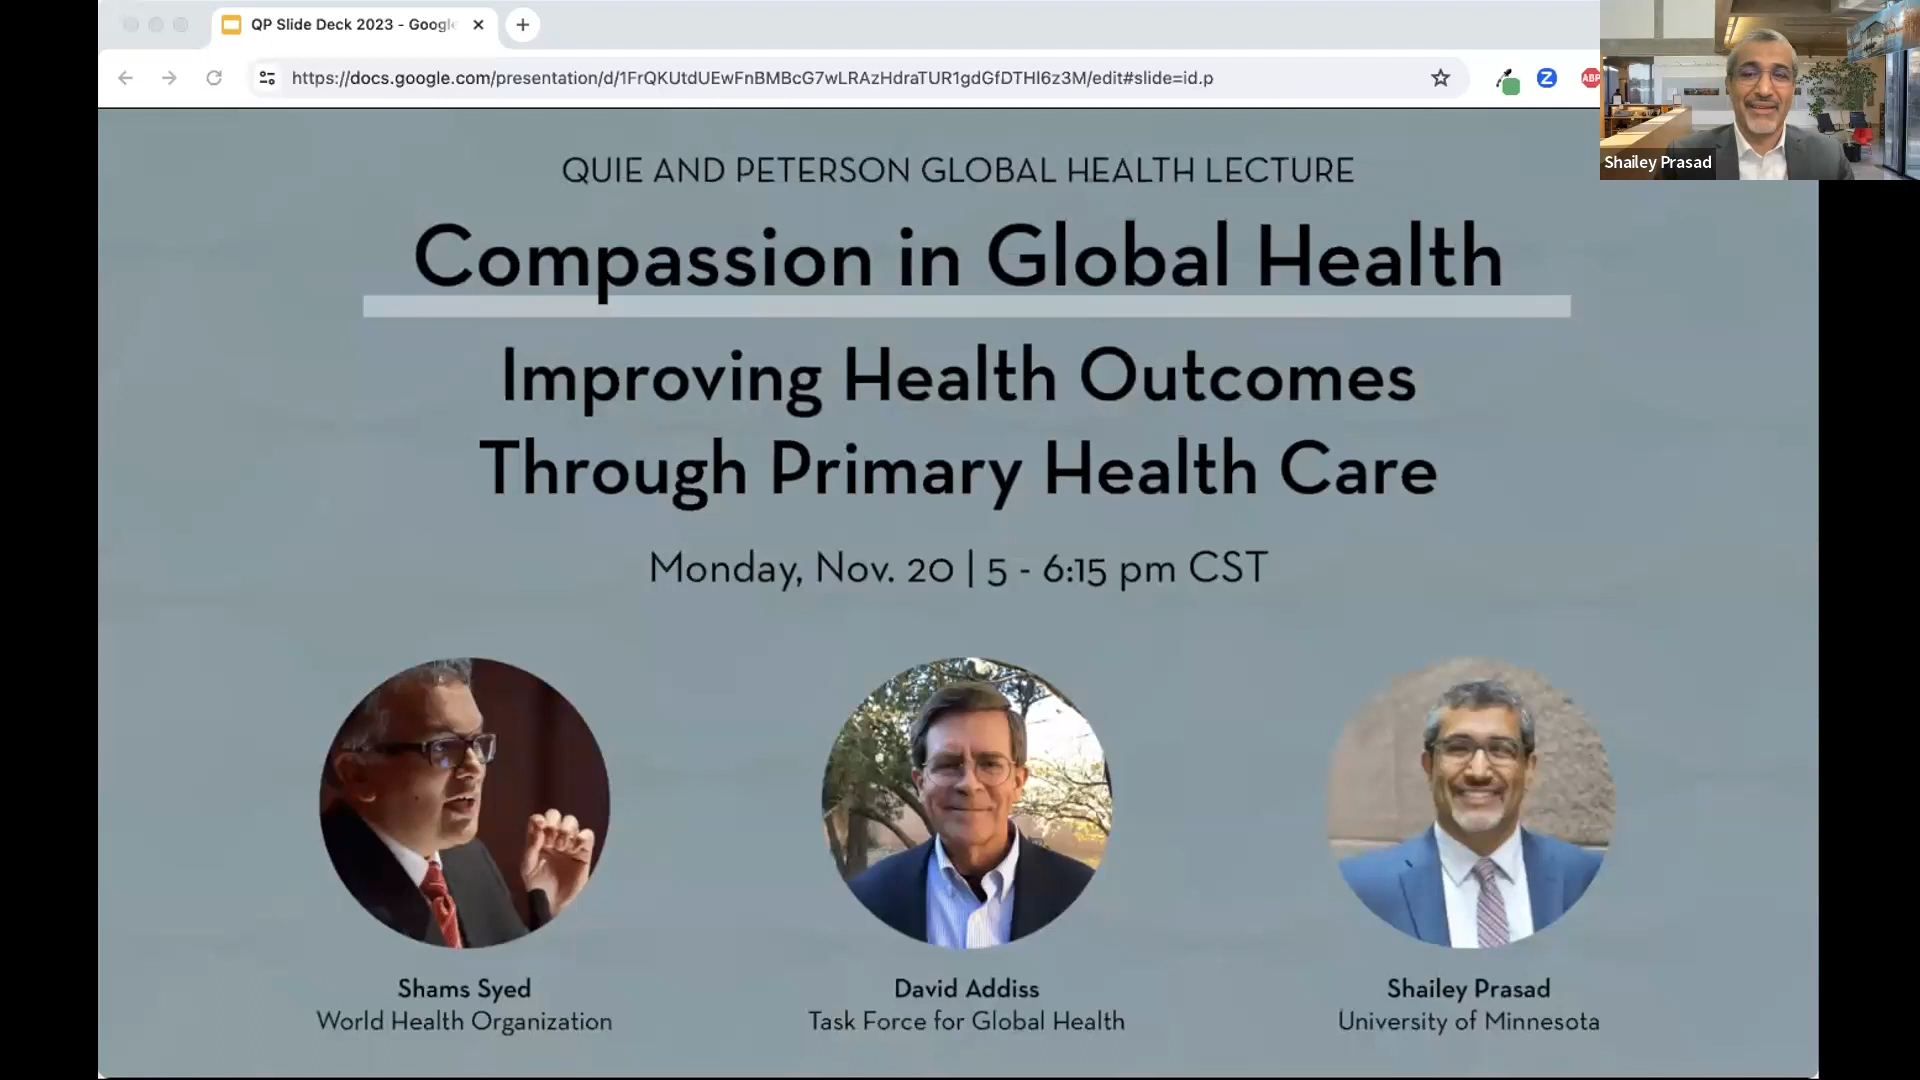 QP Slide Deck 2023 - Google
https://docs.google.com/presentation/d/1FrQKUtdUEwFnBMBcG7wLRAzHdraTUR1gdGfDTHI6z3M/edit#slide=id.p
Z
ABP
Shailey Prasad
QUIE AND PETERSON GLOBAL HEALTH LECTURE
Compassion in Global Health
Improving Health Outcomes
Through Primary Health Care
Monday, Nov. 20 | 5 - 6:15 pm CST
Shams Syed
World Health Organization
David Addiss
Task Force for Global Health
Shailey Prasad
University of Minnesota